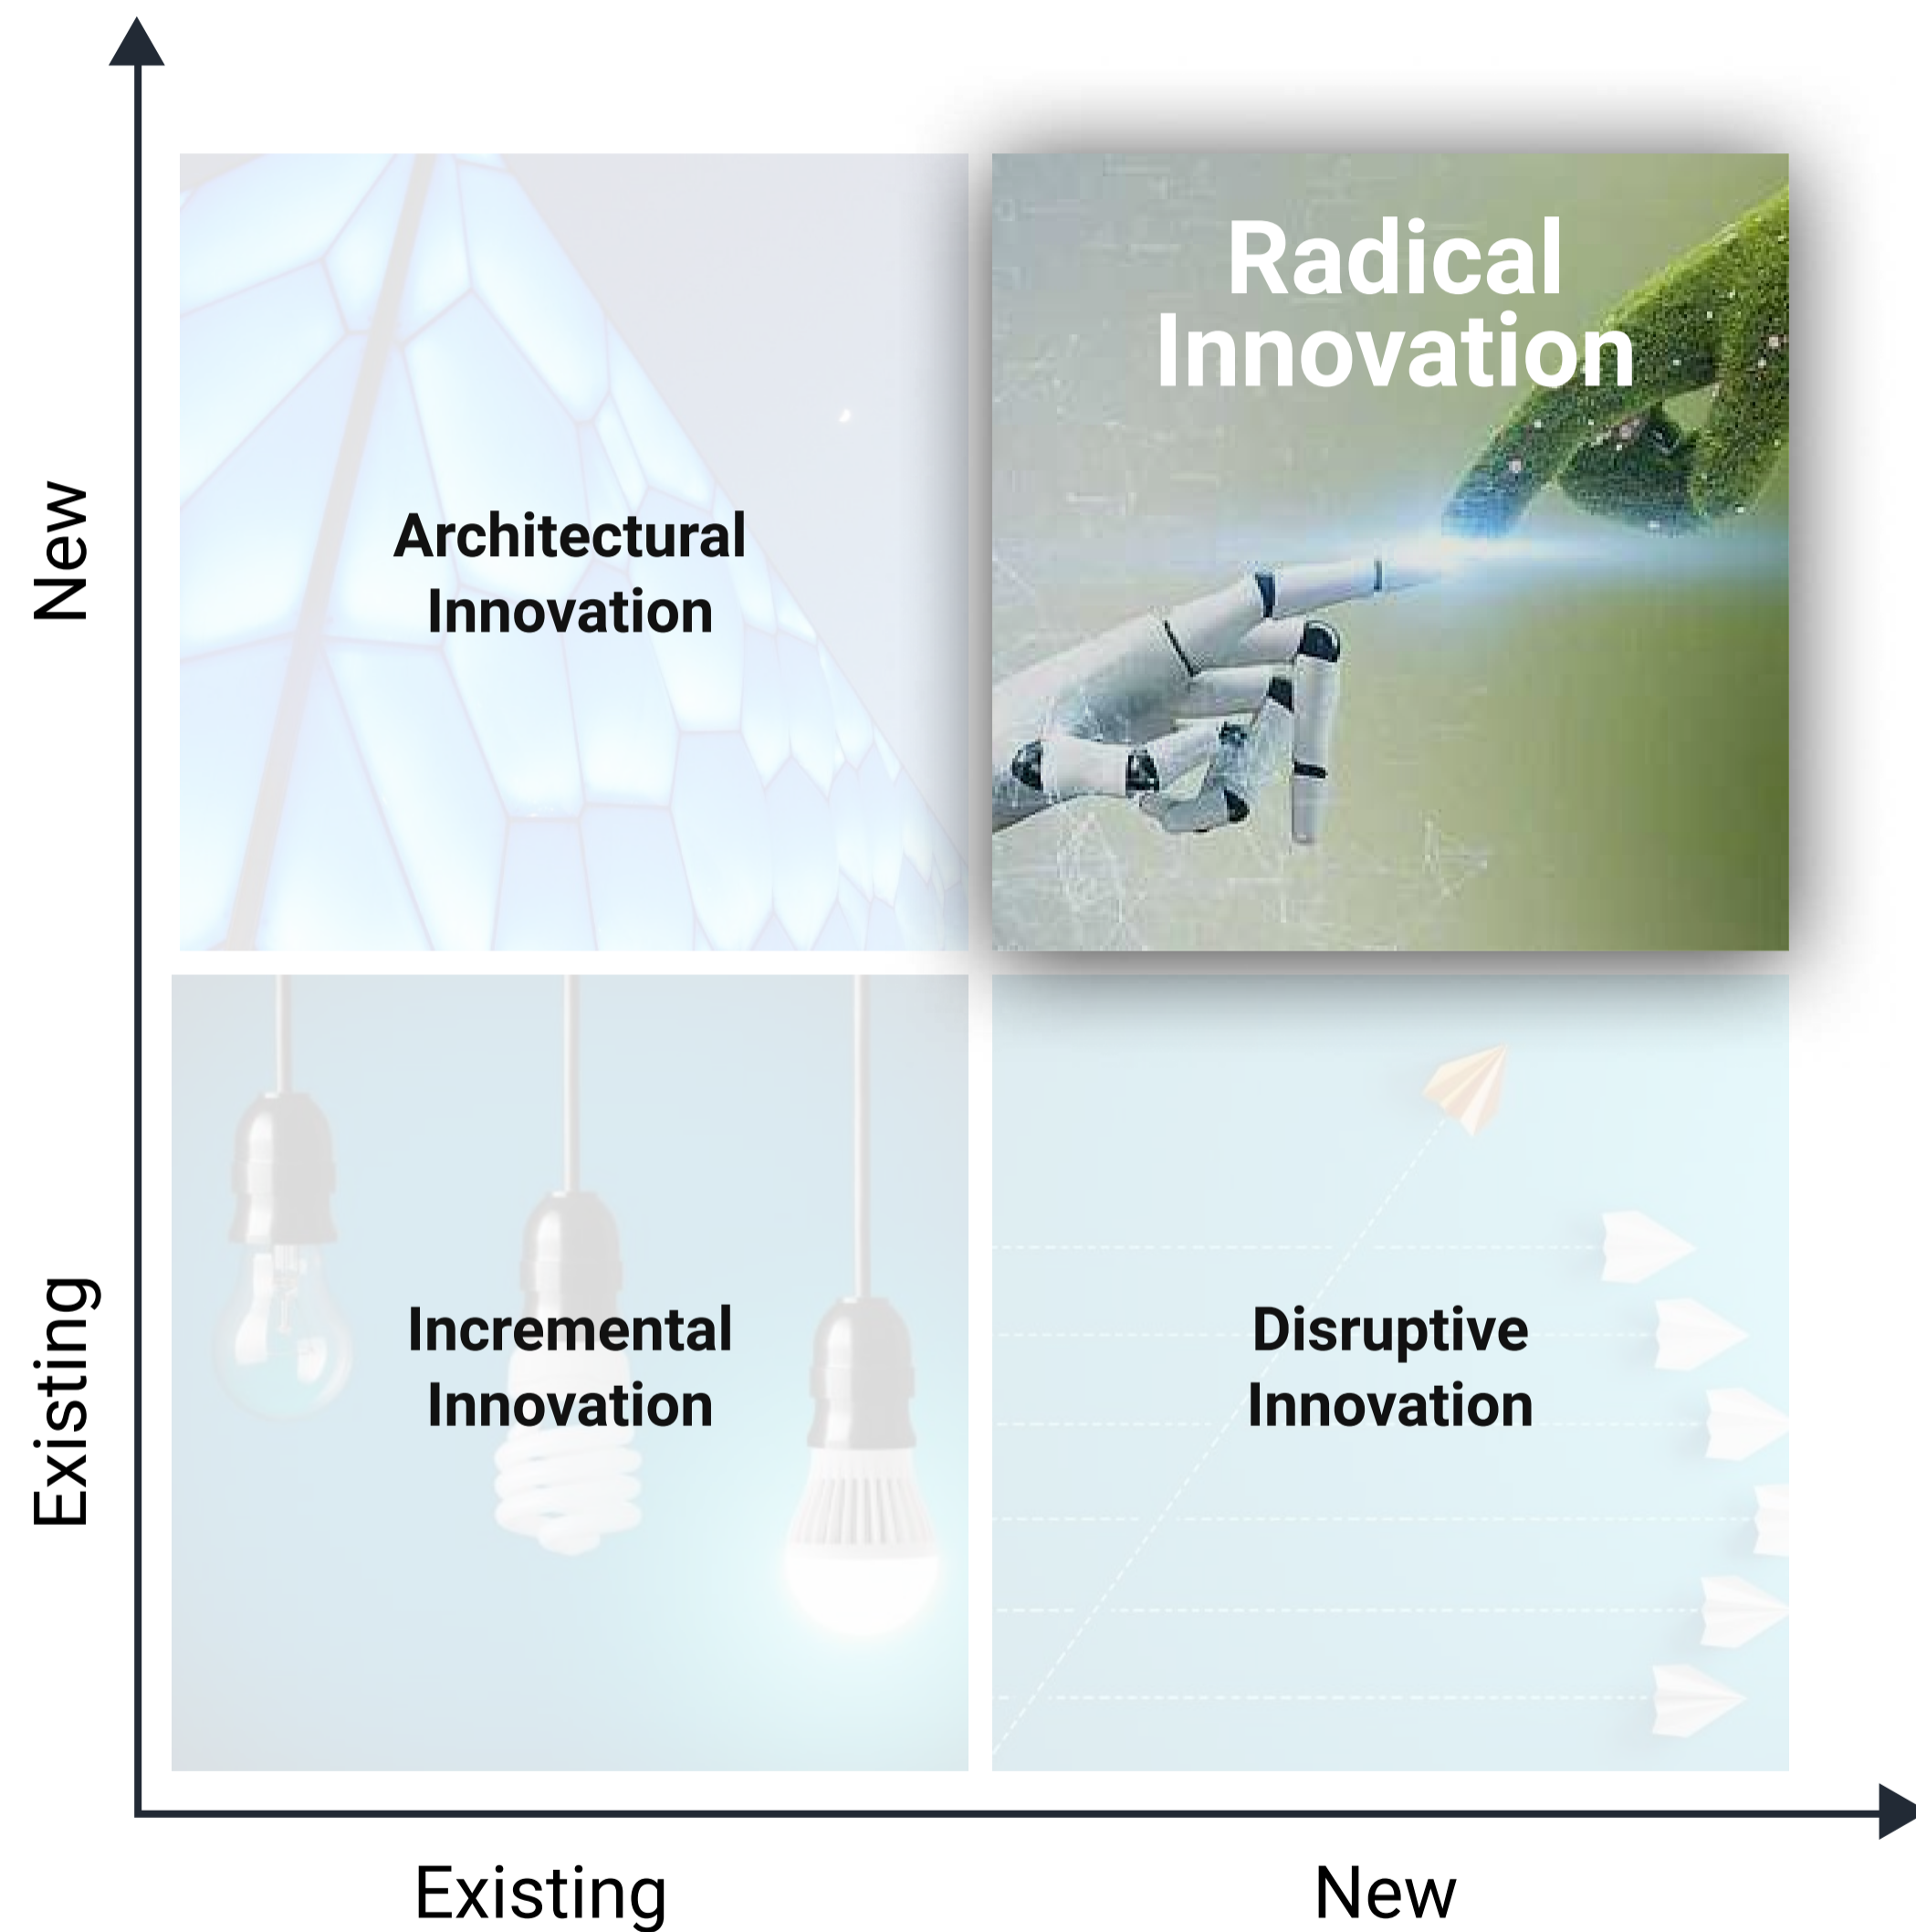 New
Architectural
Innovation
Radical
Innovation
Existing
Incremental
Innovation
Disruptive
Innovation
Existing
New